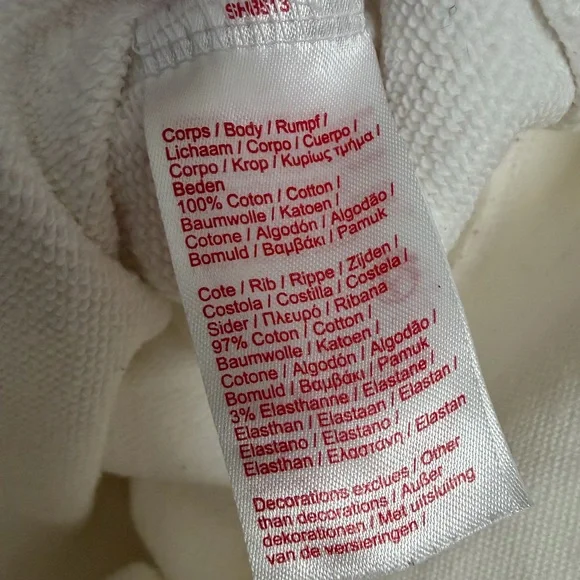 Corps / Body / Rumpf /
Lichaam / Corpo / Cuerpo /
Corpo / Krop / Κυρίως τμήμα /
Beden
100% Coton / Cotton /
Baumwolle / Katoen /
Cotone / Algodón / Algodão /
Bomuld / Βαμβάκι / Pamuk
Cote / Rib / Rippe / Zijden /
Costola / Costilla / Costela /
Sider / Πλευρό / Ribana
97% Coton / Cotton /
Baumwolle / Katoen /
Cotone / Algodón / Algodão /
Bomuld / Βαμβάκι / Pamuk
3% Elasthanne / Elastane /
Elasthan / Elastaan / Elastan /
Elastano / Elastano /
Elasthan / Ελαστανη / Elastan
Decorations exclues / Other
than decorations / Außer
dekorationen / Met uitsluiting
van de versieringen /